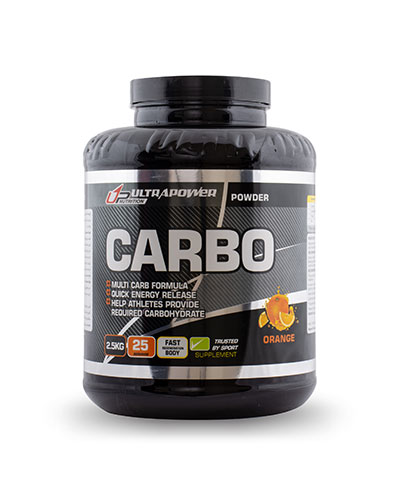 ULTRAPOWER
NUTRITION
POWDER
CARBO
MULTI CARB FORMULA
QUICK ENERGY RELEASE
HELP ATHLETES PROVIDE
REQUIRED CARBOHYDRATE
ORANGE
2.5KG
25
FAST
REGENERATION
BODY
TRUSTED
BY SPORT
SUPPLEMENT